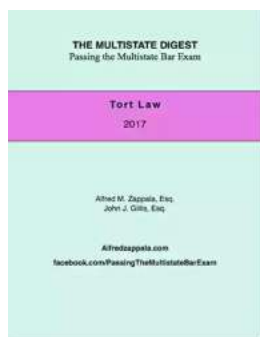 THE MULTISTATE DIGEST
Passing the Multistate Bar Exam
Tort Law
2017
Alfred M. Zappala, Esq.
John J. Gillis, Esq.
Alfredzappala.com
facebook.com/PassingTheMultistateBarExam